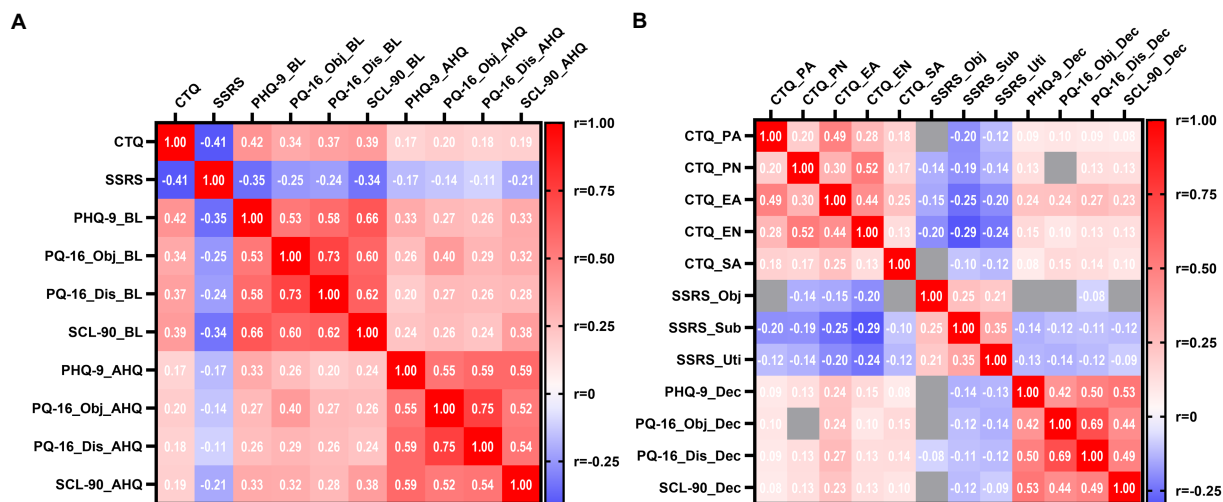 A
CTQ
SSRS
PHQ-9_BL
PQ-16_Obj_BL
PQ-16_Dis_BL
SCL-90_BL
PHQ-9_AHQ
PQ-16_Obj_AHQ
PQ-16_Dis_AHQ
SCL-90_AHQ
CTQ 1.00 -0.41 0.42 0.34 0.37 0.39 0.17 0.20 0.18 0.19
SSRS -0.41 1.00 -0.35 -0.25 -0.24 -0.34 -0.17 -0.14 -0.11 -0.21
PHQ-9_BL 0.42 -0.35 1.00 0.53 0.58 0.66 0.33 0.27 0.26 0.33
PQ-16_Obj_BL 0.34 -0.25 0.53 1.00 0.73 0.60 0.26 0.40 0.29 0.32
PQ-16_Dis_BL 0.37 -0.24 0.58 0.73 1.00 0.62 0.20 0.27 0.26 0.28
SCL-90_BL 0.39 -0.34 0.66 0.60 0.62 1.00 0.24 0.26 0.24 0.38
PHQ-9_AHQ 0.17 -0.17 0.33 0.26 0.20 0.24 1.00 0.55 0.59 0.59
PQ-16_Obj_AHQ 0.20 -0.14 0.27 0.40 0.27 0.26 0.55 1.00 0.75 0.52
PQ-16_Dis_AHQ 0.18 -0.11 0.26 0.29 0.26 0.24 0.59 0.75 1.00 0.54
SCL-90_AHQ 0.19 -0.21 0.33 0.32 0.28 0.38 0.59 0.52 0.54 1.00
r=1.00
r=0.75
r=0.50
r=0.25
r=0
r=-0.25
B
CTQ_PA
CTQ_PN
CTQ_EA
CTQ_EN
CTQ_SA
SSRS_Obj
SSRS_Sub
SSRS_Uti
PHQ-9_Dec
PQ-16_Obj_Dec
PQ-16_Dis_Dec
SCL-90_Dec
CTQ_PA 1.00 0.20 0.49 0.28 0.18 -0.20 -0.12 0.09 0.10 0.09 0.08
CTQ_PN 0.20 1.00 0.30 0.52 0.17 -0.14 -0.19 -0.14 0.13 0.13 0.13
CTQ_EA 0.49 0.30 1.00 0.44 0.25 -0.15 -0.25 -0.20 0.24 0.24 0.27 0.23
CTQ_EN 0.28 0.52 0.44 1.00 0.13 -0.20 -0.29 -0.24 0.15 0.10 0.13 0.13
CTQ_SA 0.18 0.17 0.25 0.13 1.00 -0.10 -0.12 0.08 0.15 0.14 0.10
SSRS_Obj -0.14 -0.15 -0.20 1.00 0.25 0.21 -0.08
SSRS_Sub -0.20 -0.19 -0.25 -0.29 -0.10 0.25 1.00 0.35 -0.14 -0.12 -0.11 -0.12
SSRS_Uti -0.12 -0.14 -0.20 -0.24 -0.12 0.21 0.35 1.00 -0.13 -0.14 -0.12 -0.09
PHQ-9_Dec 0.09 0.13 0.24 0.15 0.08 -0.14 -0.13 1.00 0.42 0.50 0.53
PQ-16_Obj_Dec 0.10 0.24 0.10 0.15 -0.12 -0.14 0.42 1.00 0.69 0.44
PQ-16_Dis_Dec 0.09 0.13 0.27 0.13 0.14 -0.08 -0.11 -0.12 0.50 0.69 1.00 0.49
SCL-90_Dec 0.08 0.13 0.23 0.13 0.10 -0.12 -0.09 0.53 0.44 0.49 1.00
r=1.00
r=0.75
r=0.50
r=0.25
r=0
r=-0.25